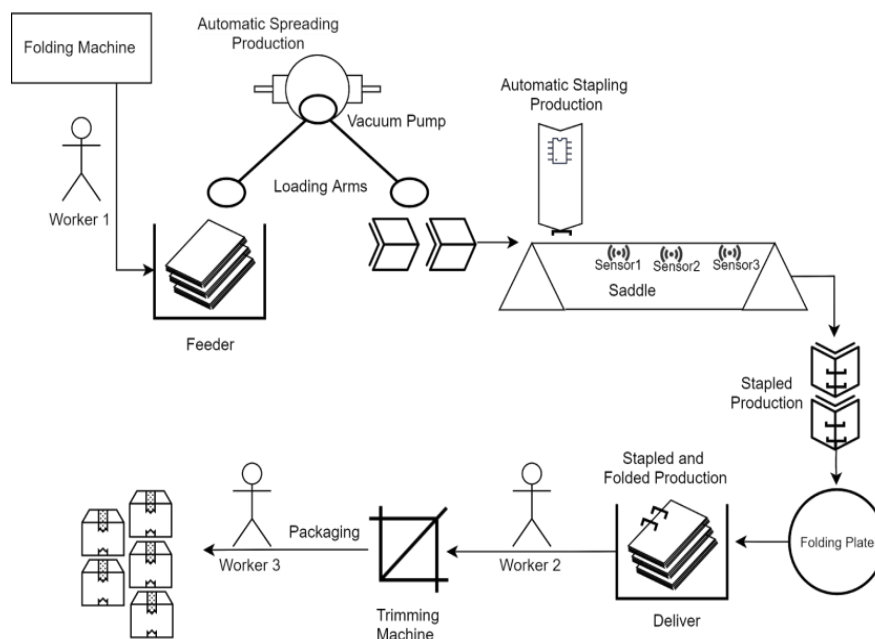 Folding Machine
Automatic Spreading
Production
Vacuum Pump
Loading Arms
Worker 1
Feeder
Automatic Stapling
Production
Sensor1
Sensor2
Sensor3
Saddle
Stapled
Production
Folding Plate
Stapled and
Folded Production
Deliver
Worker 2
Trimming
Machine
Packaging
Worker 3